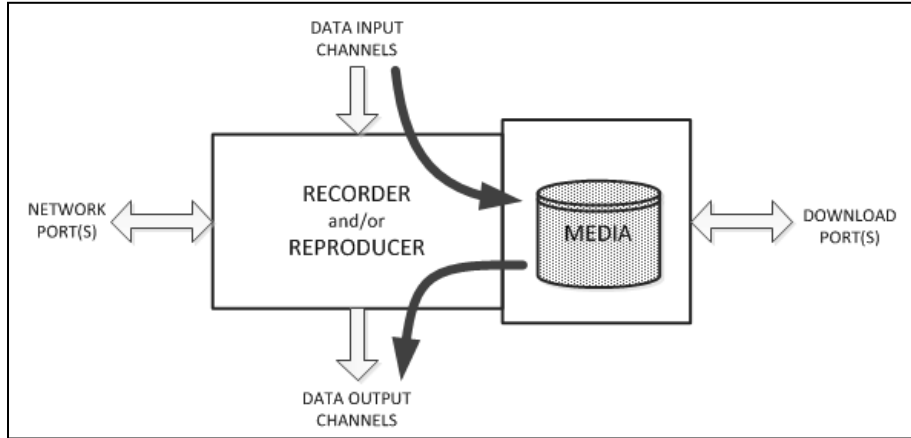 DATA INPUT
CHANNELS
RECORDER
and/or
REPRODUCER
MEDIA
NETWORK
PORT(S)
DOWNLOAD
PORT(S)
DATA OUTPUT
CHANNELS